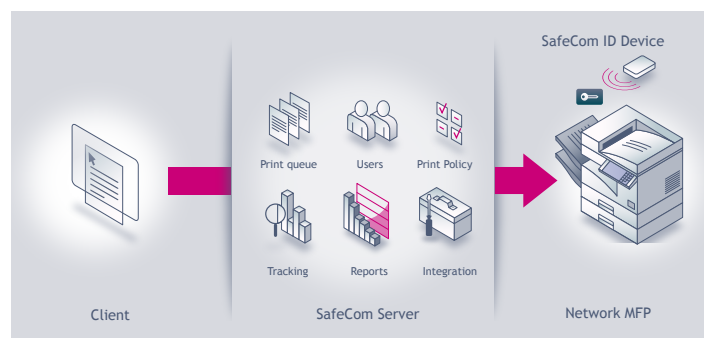 SafeCom ID Device
Print queue
Users
Print Policy
Tracking
Reports
Integration
Client
SafeCom Server
Network MFP